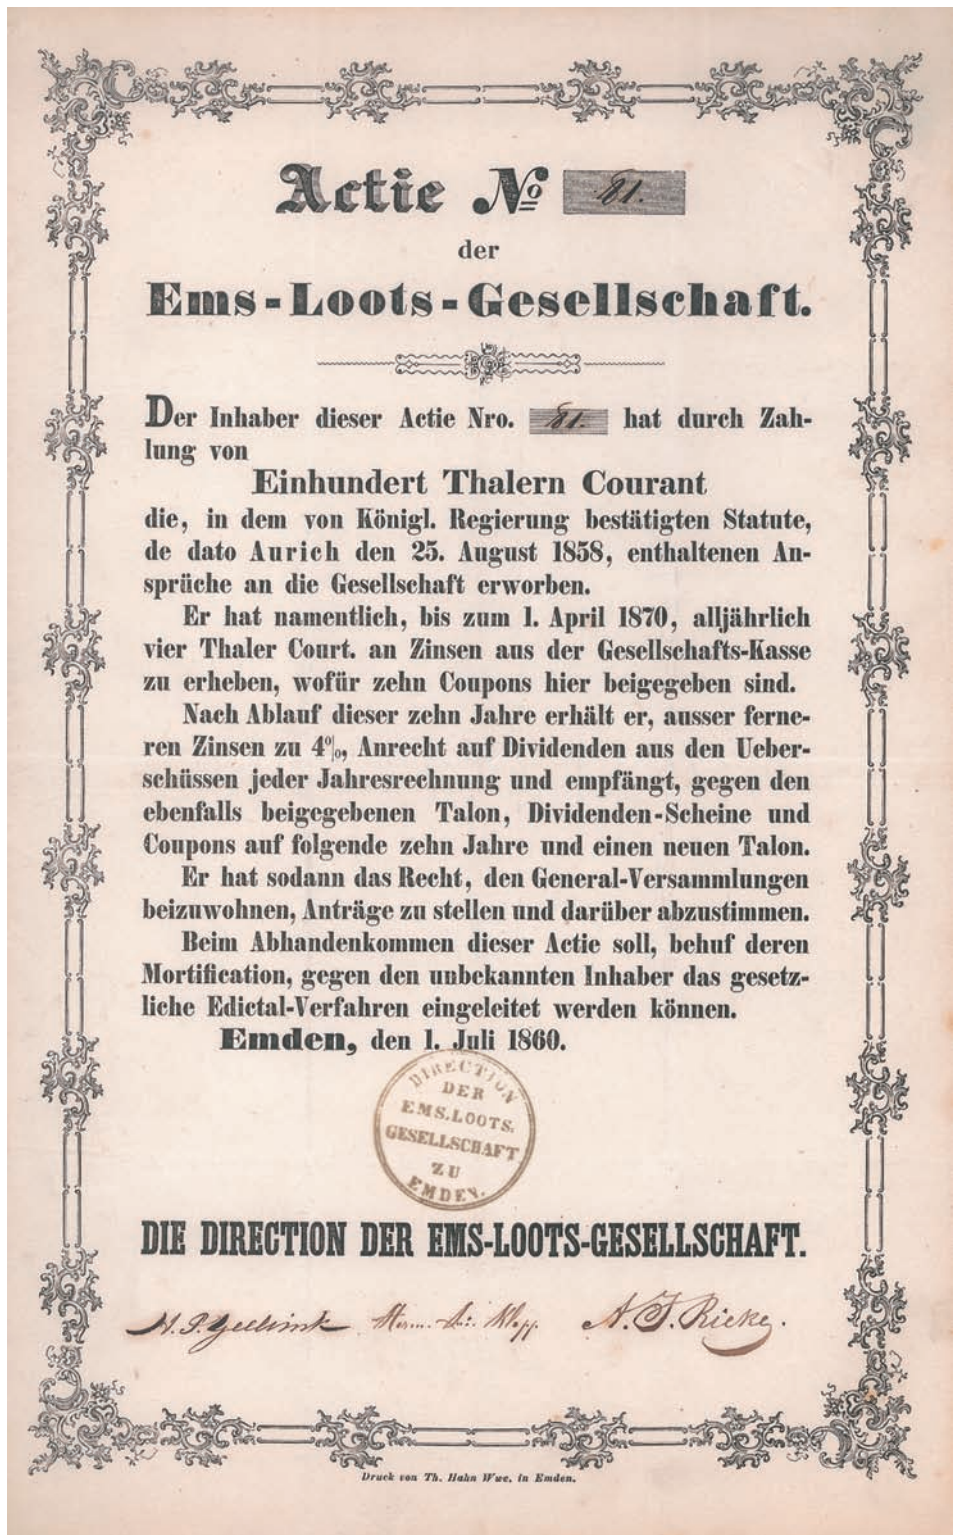 Actie No 81.
der
Ems-Loots-Gesellschaft.
Der Inhaber dieser Actie Nro. 81. hat durch Zah-
lung von
Einhundert Thalern Courant
die, in dem von Königl. Regierung bestätigten Statute,
de dato Aurich den 25. August 1858, enthaltenen An-
sprüche an die Gesellschaft erworben.
Er hat namentlich, bis zum 1. April 1870, alljährlich
vier Thaler Court. an Zinsen aus der Gesellschafts-Kasse
zu erheben, wofür zehn Coupons hier beigegeben sind.
Nach Ablauf dieser zehn Jahre erhält er, ausser ferne-
ren Zinsen zu 4%, Anrecht auf Dividenden aus den Ueber-
schüssen jeder Jahresrechnung und empfängt, gegen den
ebenfalls beigegebenen Talon, Dividenden-Scheine und
Coupons auf folgende zehn Jahre und einen neuen Talon.
Er hat sodann das Recht, den General-Versammlungen
beizuwohnen, Anträge zu stellen und darüber abzustimmen.
Beim Abhandenkommen dieser Actie soll, behuf deren
Mortification, gegen den unbekannten Inhaber das gesetz-
liche Edictal-Verfahren eingeleitet werden können.
Emden, den 1. Juli 1860.
DIRECTION
DER
EMS.LOOTS.
GESELLSCHAFT
ZU
EMDEN.
DIE DIRECTION DER EMS-LOOTS-GESELLSCHAFT.
Herm. Klopp. A. F. Ricke.
Druck von Th. Hahn Wwe. in Emden.